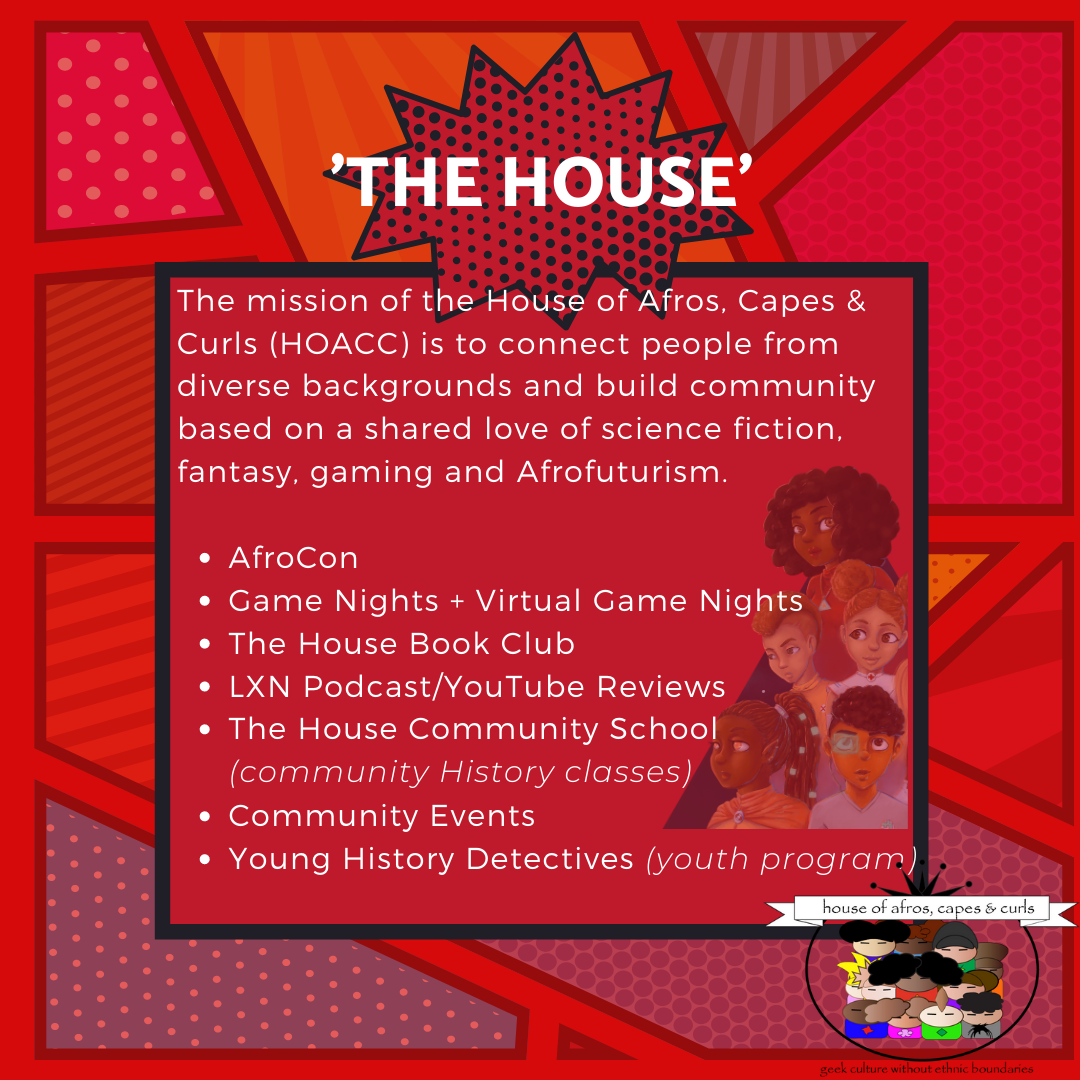 ’THE HOUSE’
The mission of the House of Afros, Capes &
Curls (HOACC) is to connect people from
diverse backgrounds and build community
based on a shared love of science fiction,
fantasy, gaming and Afrofuturism.
• AfroCon
• Game Nights + Virtual Game Nights
• The House Book Club
• LXN Podcast/YouTube Reviews
• The House Community School
(community History classes)
• Community Events
• Young History Detectives (youth program)
house of afros, capes & curls
geek culture without ethnic boundaries